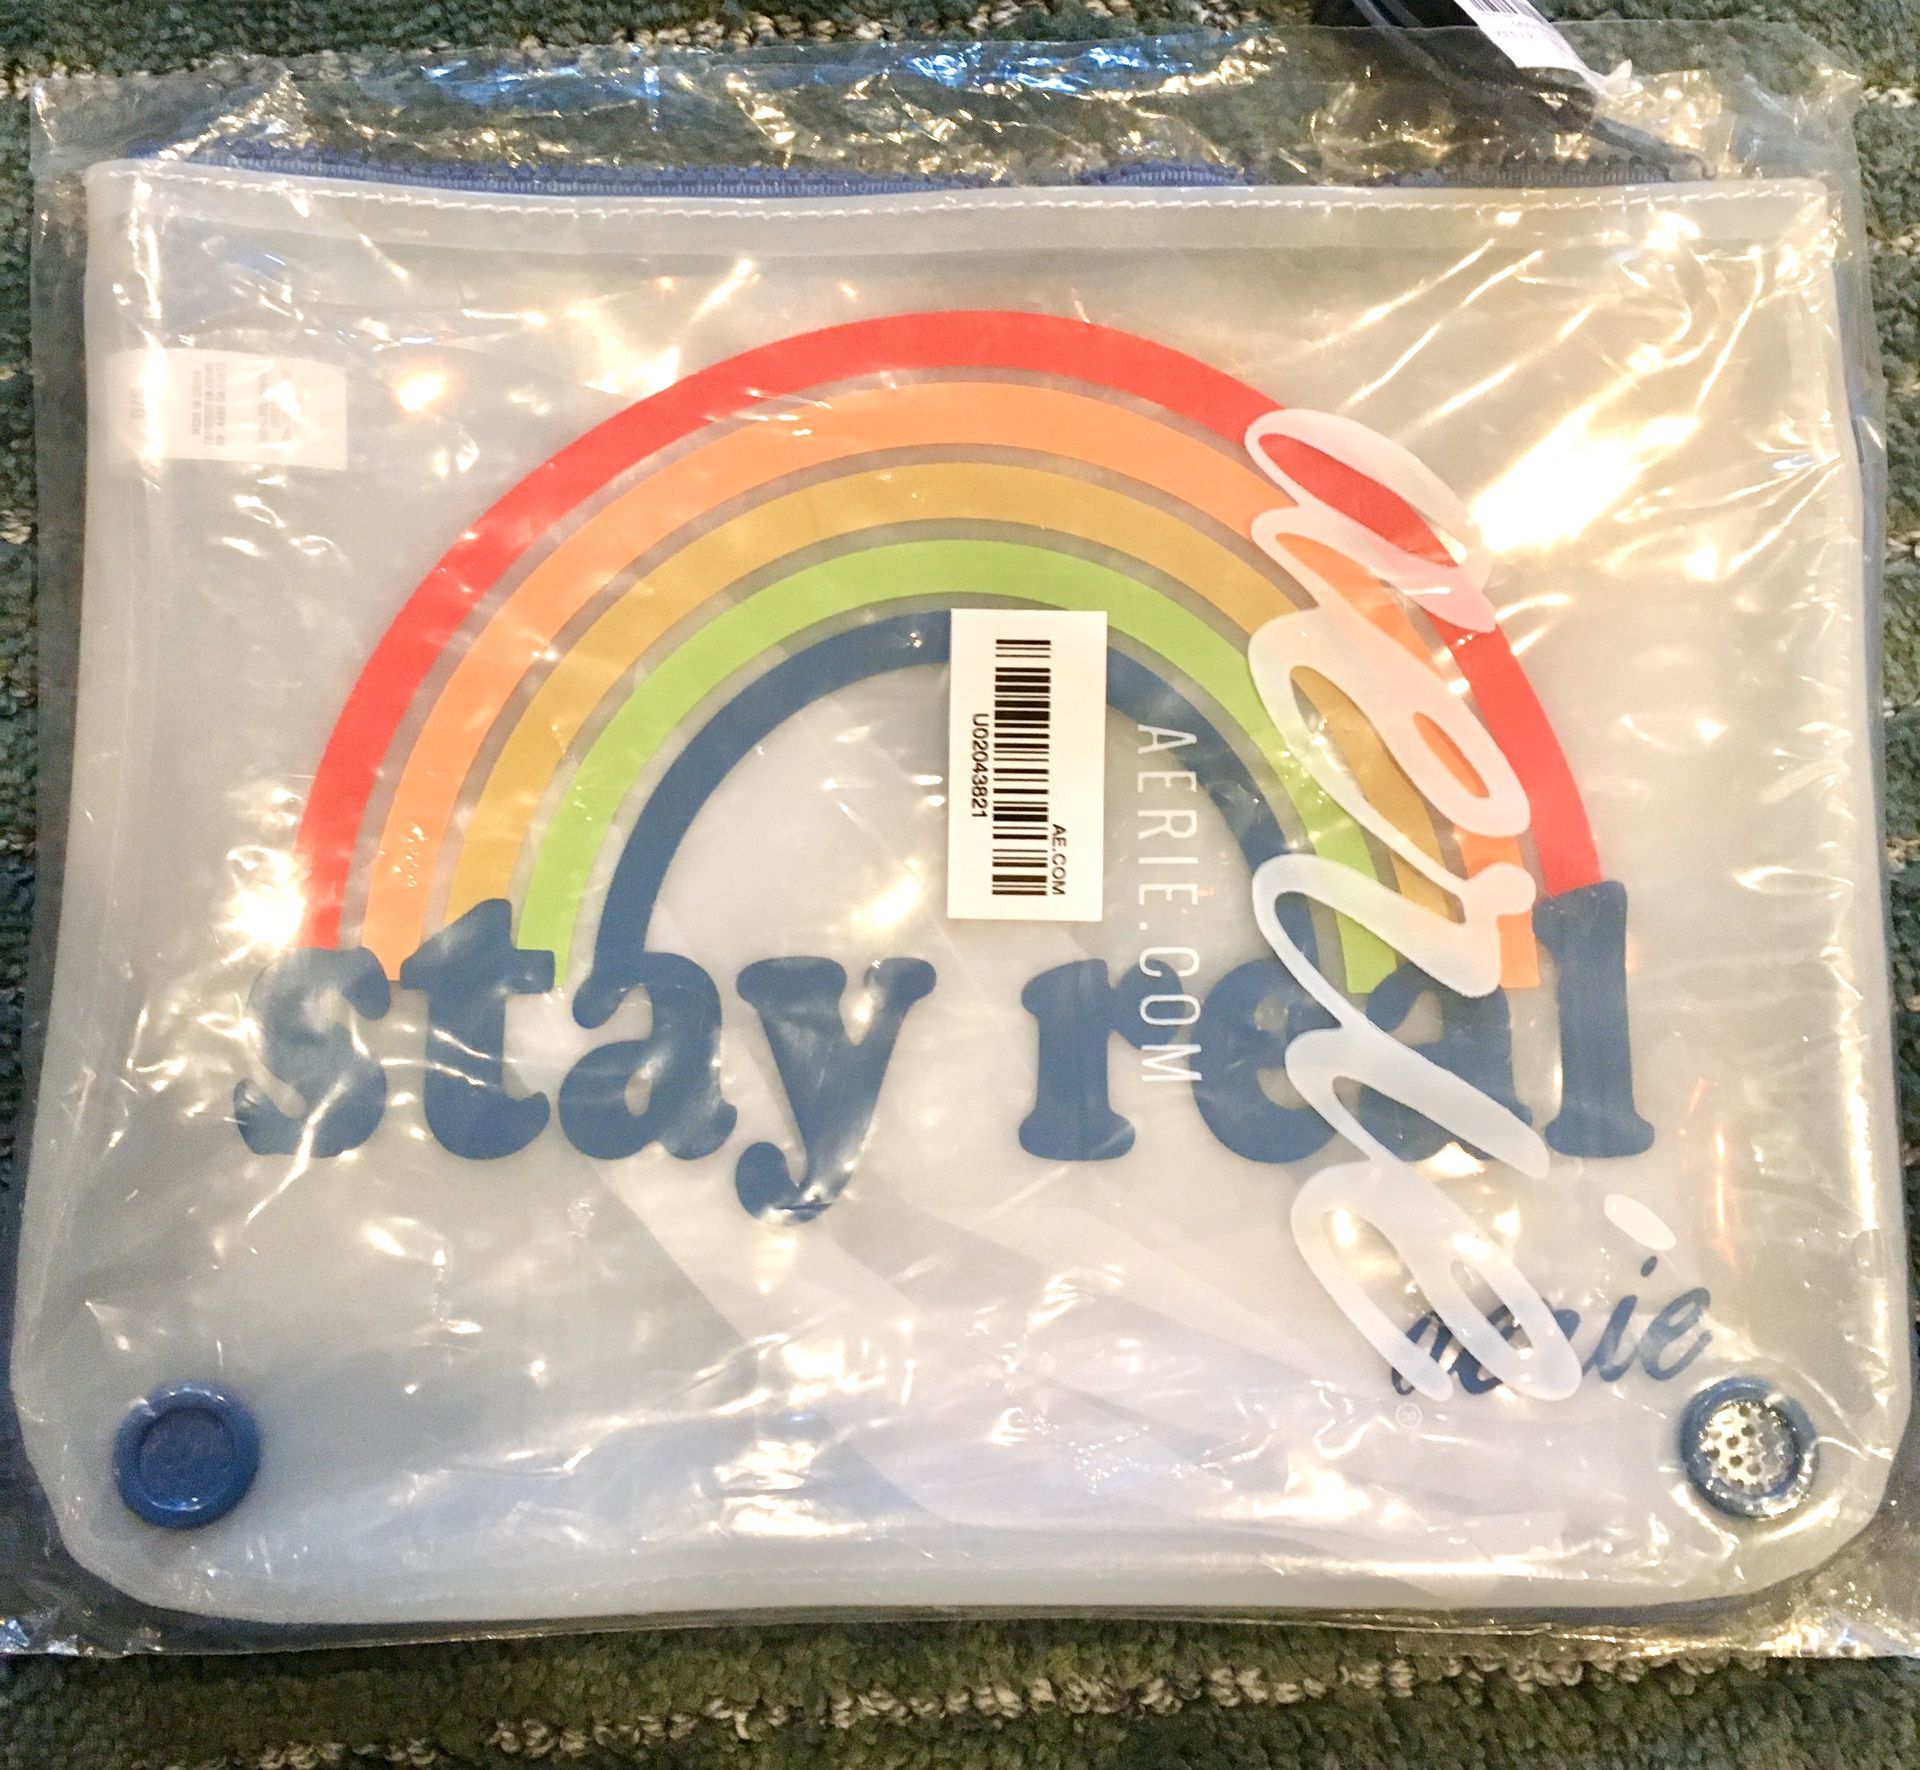 stay real
aerie
®
aerie
AERIE.COM
AE.COM
U02043821